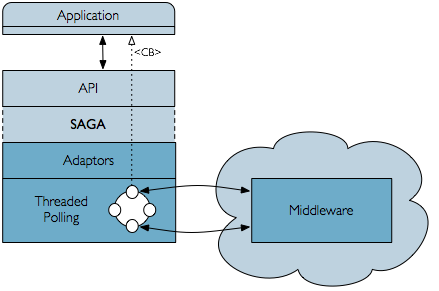 Application
<CB>
API
SAGA
Adaptors
Threaded
Polling
Middleware